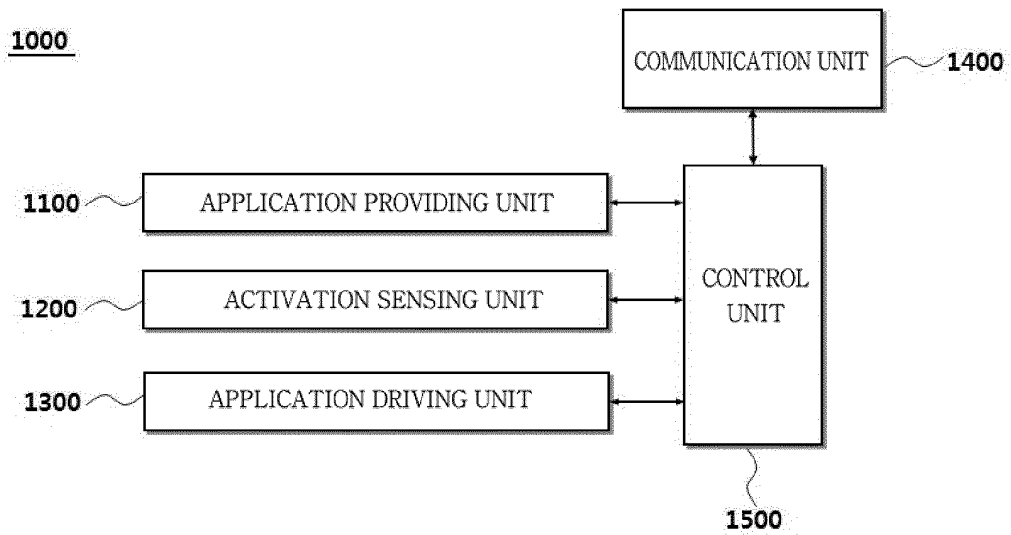 1000
COMMUNICATION UNIT
1400
1100
APPLICATION PROVIDING UNIT
1200
ACTIVATION SENSING UNIT
CONTROL
UNIT
1300
APPLICATION DRIVING UNIT
1500